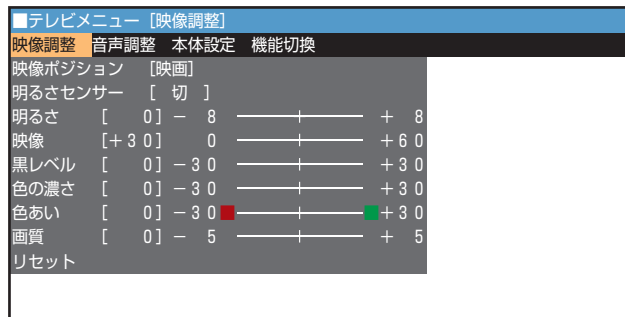 ■テレビメニュー [映像調整]
映像調整 音声調整 本体設定 機能切換
映像ポジション [映画]
明るさセンサー [ 切 ]
明るさ [ 0] − 8 + 8
映像 [+30] 0 +60
黒レベル [ 0] −30 +30
色の濃さ [ 0] −30 +30
色あい [ 0] −30 +30
画質 [ 0] − 5 + 5
リセット